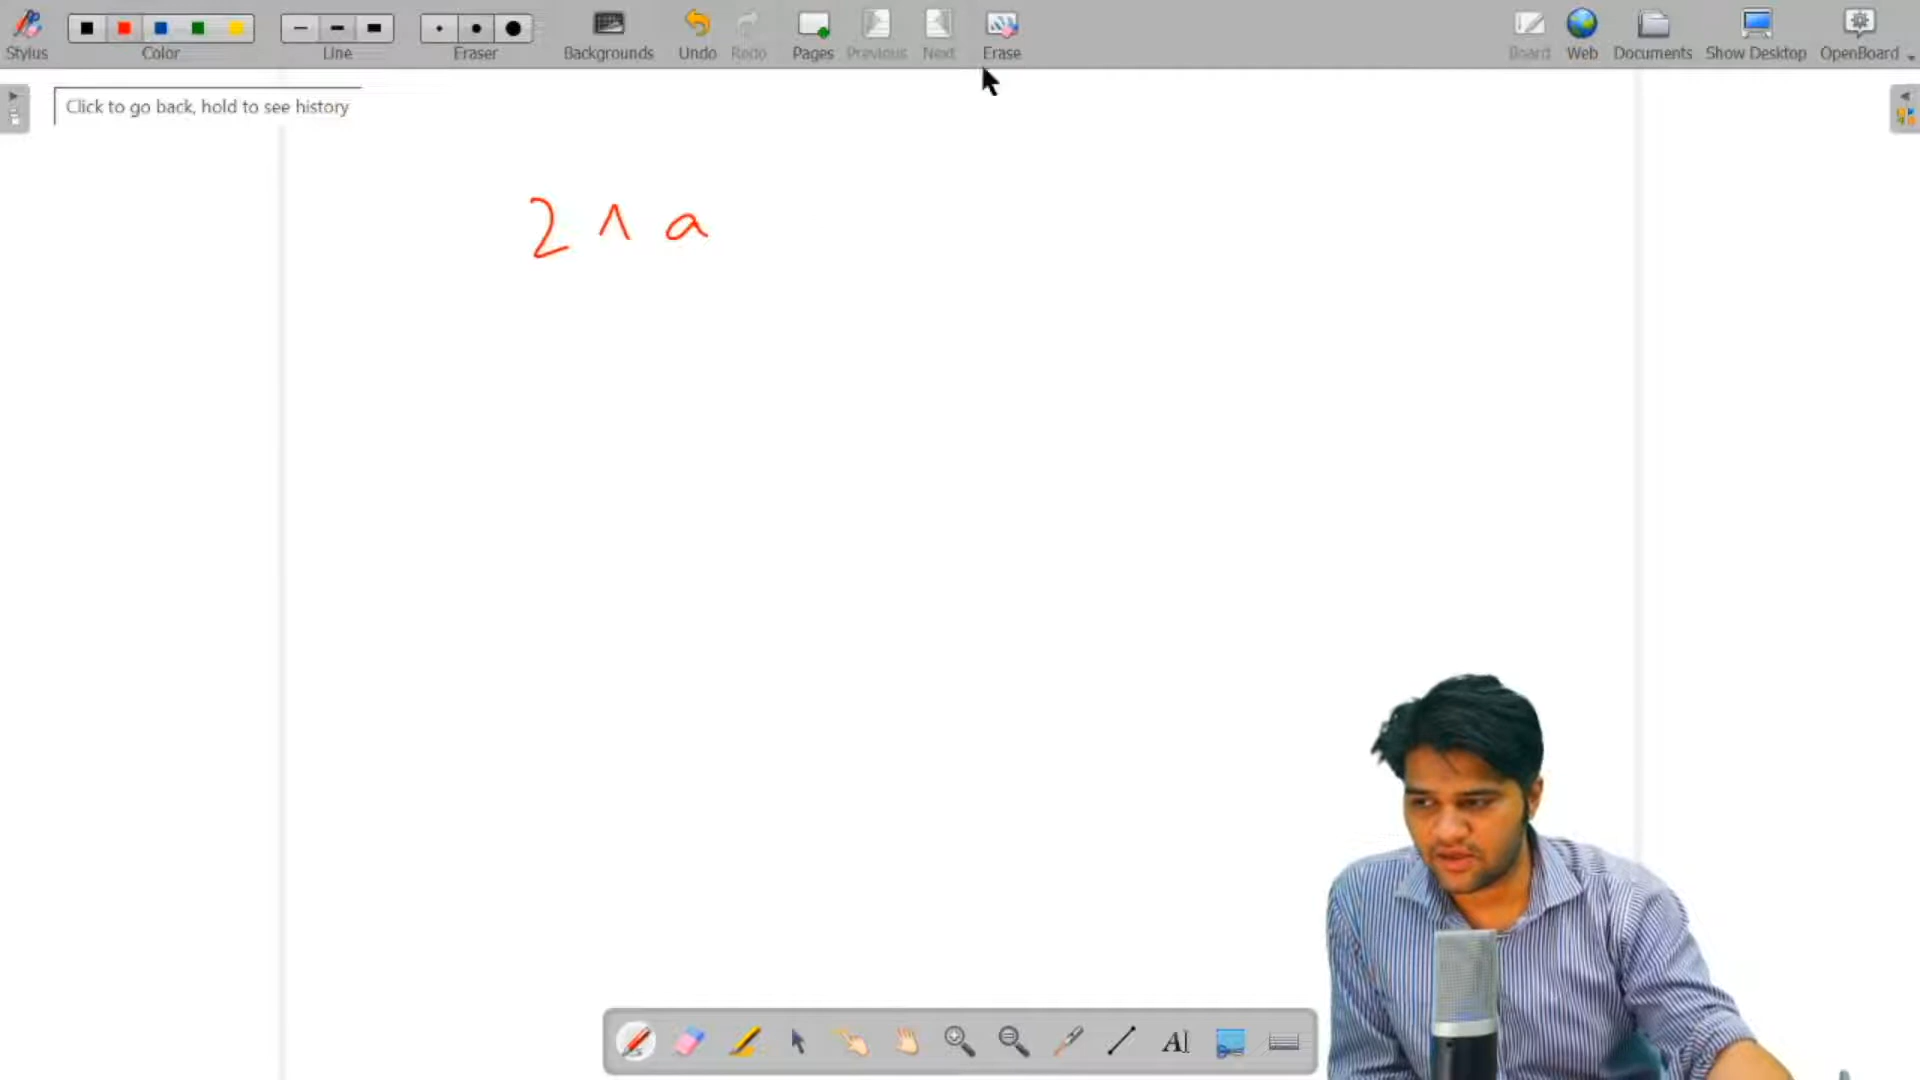 Stylus Color Line Eraser Backgrounds Undo Redo Pages Previous Next Erase Board Web Documents Show Desktop OpenBoard
Click to go back, hold to see history
2 ^ a
AI